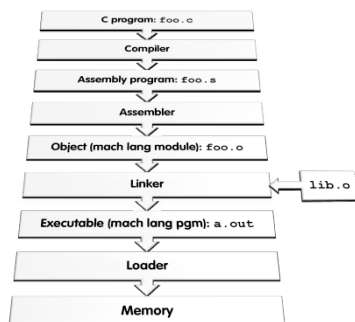 C program: foo.c
Compiler
Assembly program: foo.s
Assembler
Object (mach lang module): foo.o
Linker
lib.o
Executable (mach lang pgm): a.out
Loader
Memory